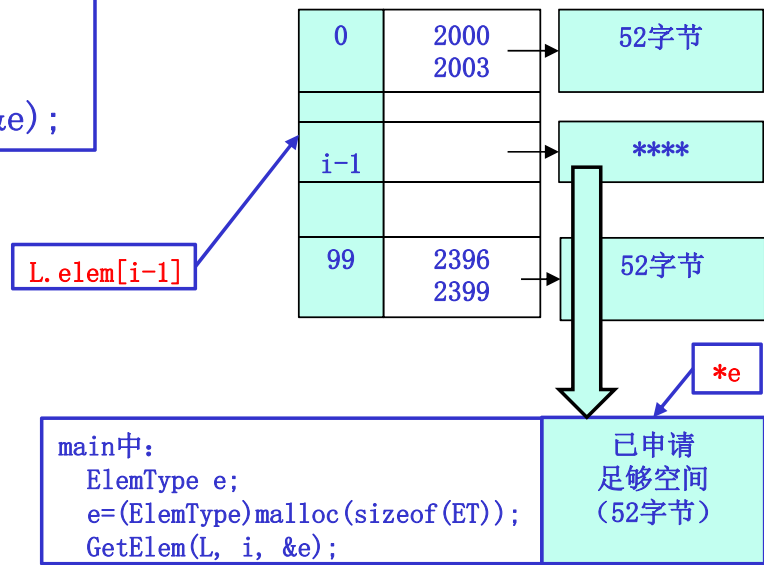 &e);
0
2000
2003
52字节
i-1
****
L.elem[i-1]
99
2396
2399
52字节
*e
main中：
ElemType e;
e=(ElemType)malloc(sizeof(ET));
GetElem(L, i, &e);
已申请
足够空间
（52字节）